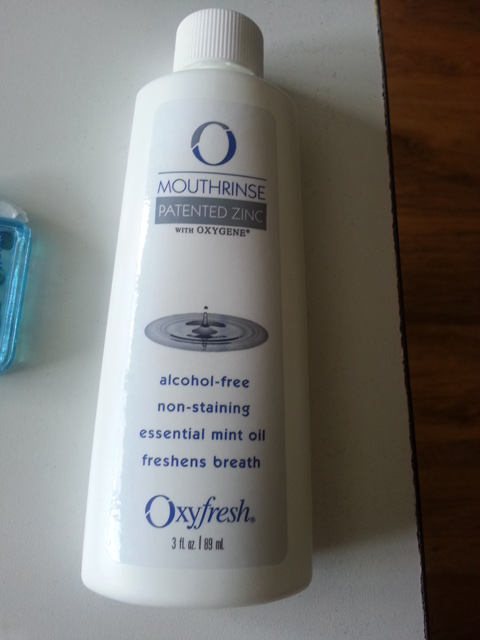 O
MOUTHRINSE
PATENTED ZINC
WITH OXYGENE®
alcohol-free
non-staining
essential mint oil
freshens breath
Oxyfresh®
3 fl. oz. | 89 ml